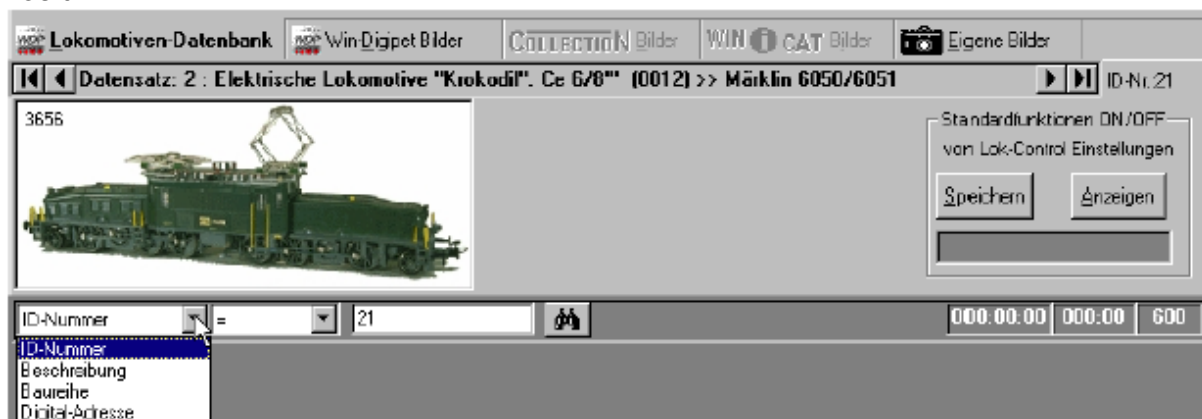 Lokomotiven-Datenbank Win-Digipet Bilder COLLECTION Bilder WIN CAT Bilder Eigene Bilder
Datensatz: 2 : Elektrische Lokomotive "Krokodil". Ce 6/8"' (0012) >> Märklin 6050/6051 ID-Nr.:21
3656
Standardfunktionen ON/OFF
von Lok-Control Einstellungen
Speichern Anzeigen
ID-Nummer = 21 000:00:00 000:00 600
ID-Nummer
Beschreibung
Baureihe
Digital-Adresse